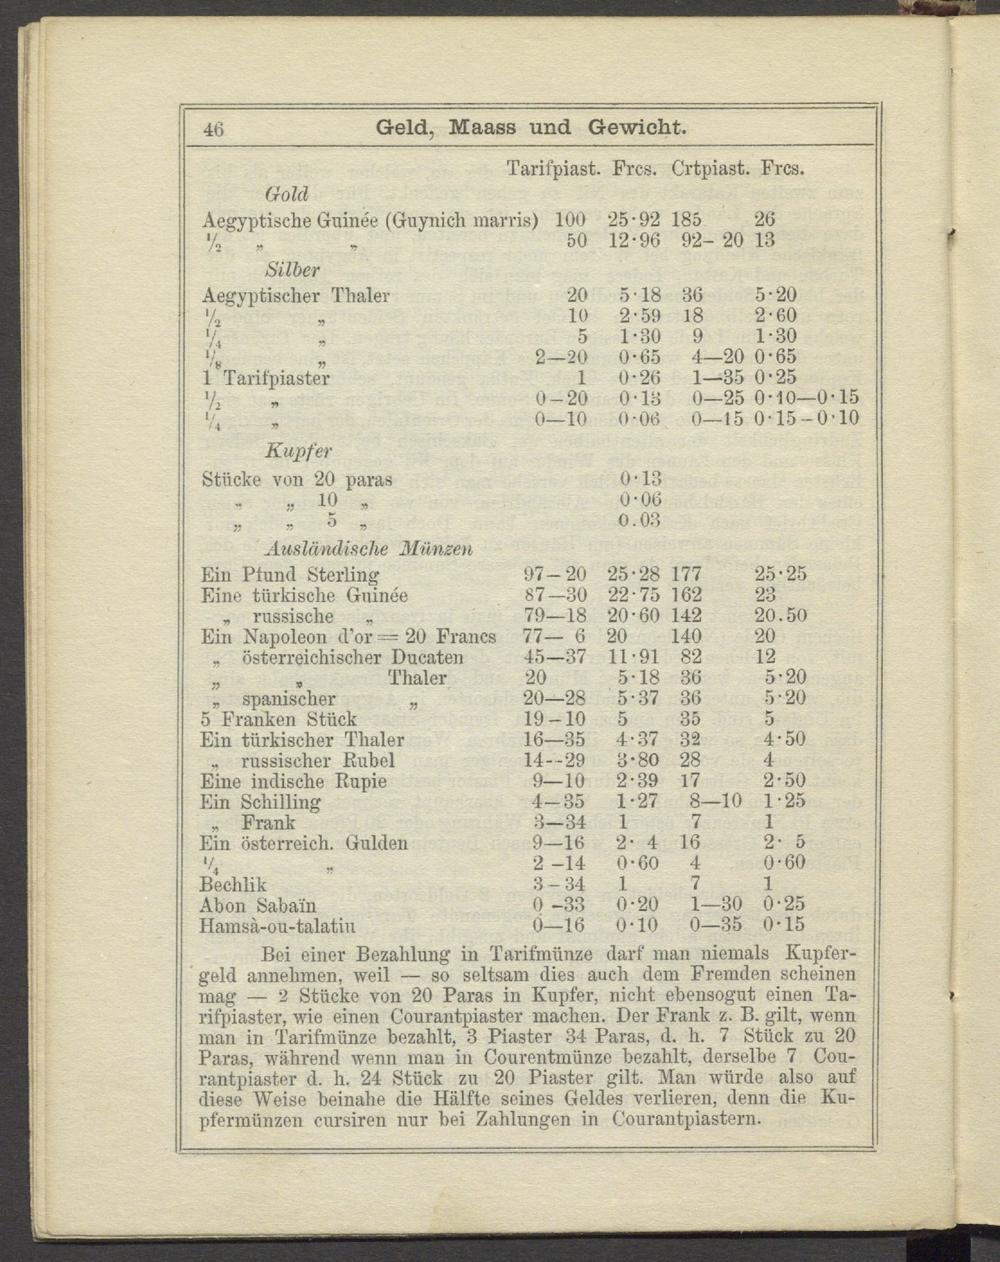 46 Geld, Maass und Gewicht.
Tarifpiast. Frcs. Crtpiast. Frcs.
Gold
Aegyptische Guinée (Guynich marris) 100 25·92 185 26
1/2 „ „ 50 12·96 92– 20 13
Silber
Aegyptischer Thaler 20 5·18 36 5·20
1/2 „ 10 2·59 18 2·60
1/4 „ 5 1·30 9 1·30
1/8 „ 2—20 0·65 4—20 0·65
1 Tarifpiaster 1 0·26 1—35 0·25
1/2 „ 0–20 0·13 0—25 0·10—0·15
1/4 „ 0—10 0·06 0—15 0·15–0·10
Kupfer
Stücke von 20 paras 0·13
„ „ 10 „ 0·06
„ „ 5 „ 0.03
Ausländische Münzen
Ein Pfund Sterling 97–20 25·28 177 25·25
Eine türkische Guinée 87—30 22·75 162 23
„ russische „ 79—18 20·60 142 20.50
Ein Napoleon d'or = 20 Francs 77— 6 20 140 20
„ österreichischer Ducaten 45—37 11·91 82 12
„ „ Thaler 20 5·18 36 5·20
„ spanischer „ 20—28 5·37 36 5·20
5 Franken Stück 19–10 5 35 5
Ein türkischer Thaler 16—35 4·37 32 4·50
„ russischer Rubel 14--29 3·80 28 4
Eine indische Rupie 9—10 2·39 17 2·50
Ein Schilling 4—35 1·27 8—10 1·25
„ Frank 3—34 1 7 1
Ein österreich. Gulden 9—16 2· 4 16 2· 5
1/4 „ 2 –14 0·60 4 0·60
Bechlik 3–34 1 7 1
Abon Sabaïn 0 –33 0·20 1—30 0·25
Hamsà-ou-talatin 0—16 0·10 0—35 0·15
Bei einer Bezahlung in Tarifmünze darf man niemals Kupfer-
geld annehmen, weil — so seltsam dies auch dem Fremden scheinen
mag — 2 Stücke von 20 Paras in Kupfer, nicht ebensogut einen Ta-
rifpiaster, wie einen Courantpiaster machen. Der Frank z. B. gilt, wenn
man in Tarifmünze bezahlt, 3 Piaster 34 Paras, d. h. 7 Stück zu 20
Paras, während wenn man in Courentmünze bezahlt, derselbe 7 Cou-
rantpiaster d. h. 24 Stück zu 20 Piaster gilt. Man würde also auf
diese Weise beinahe die Hälfte seines Geldes verlieren, denn die Ku-
pfermünzen cursiren nur bei Zahlungen in Courantpiastern.